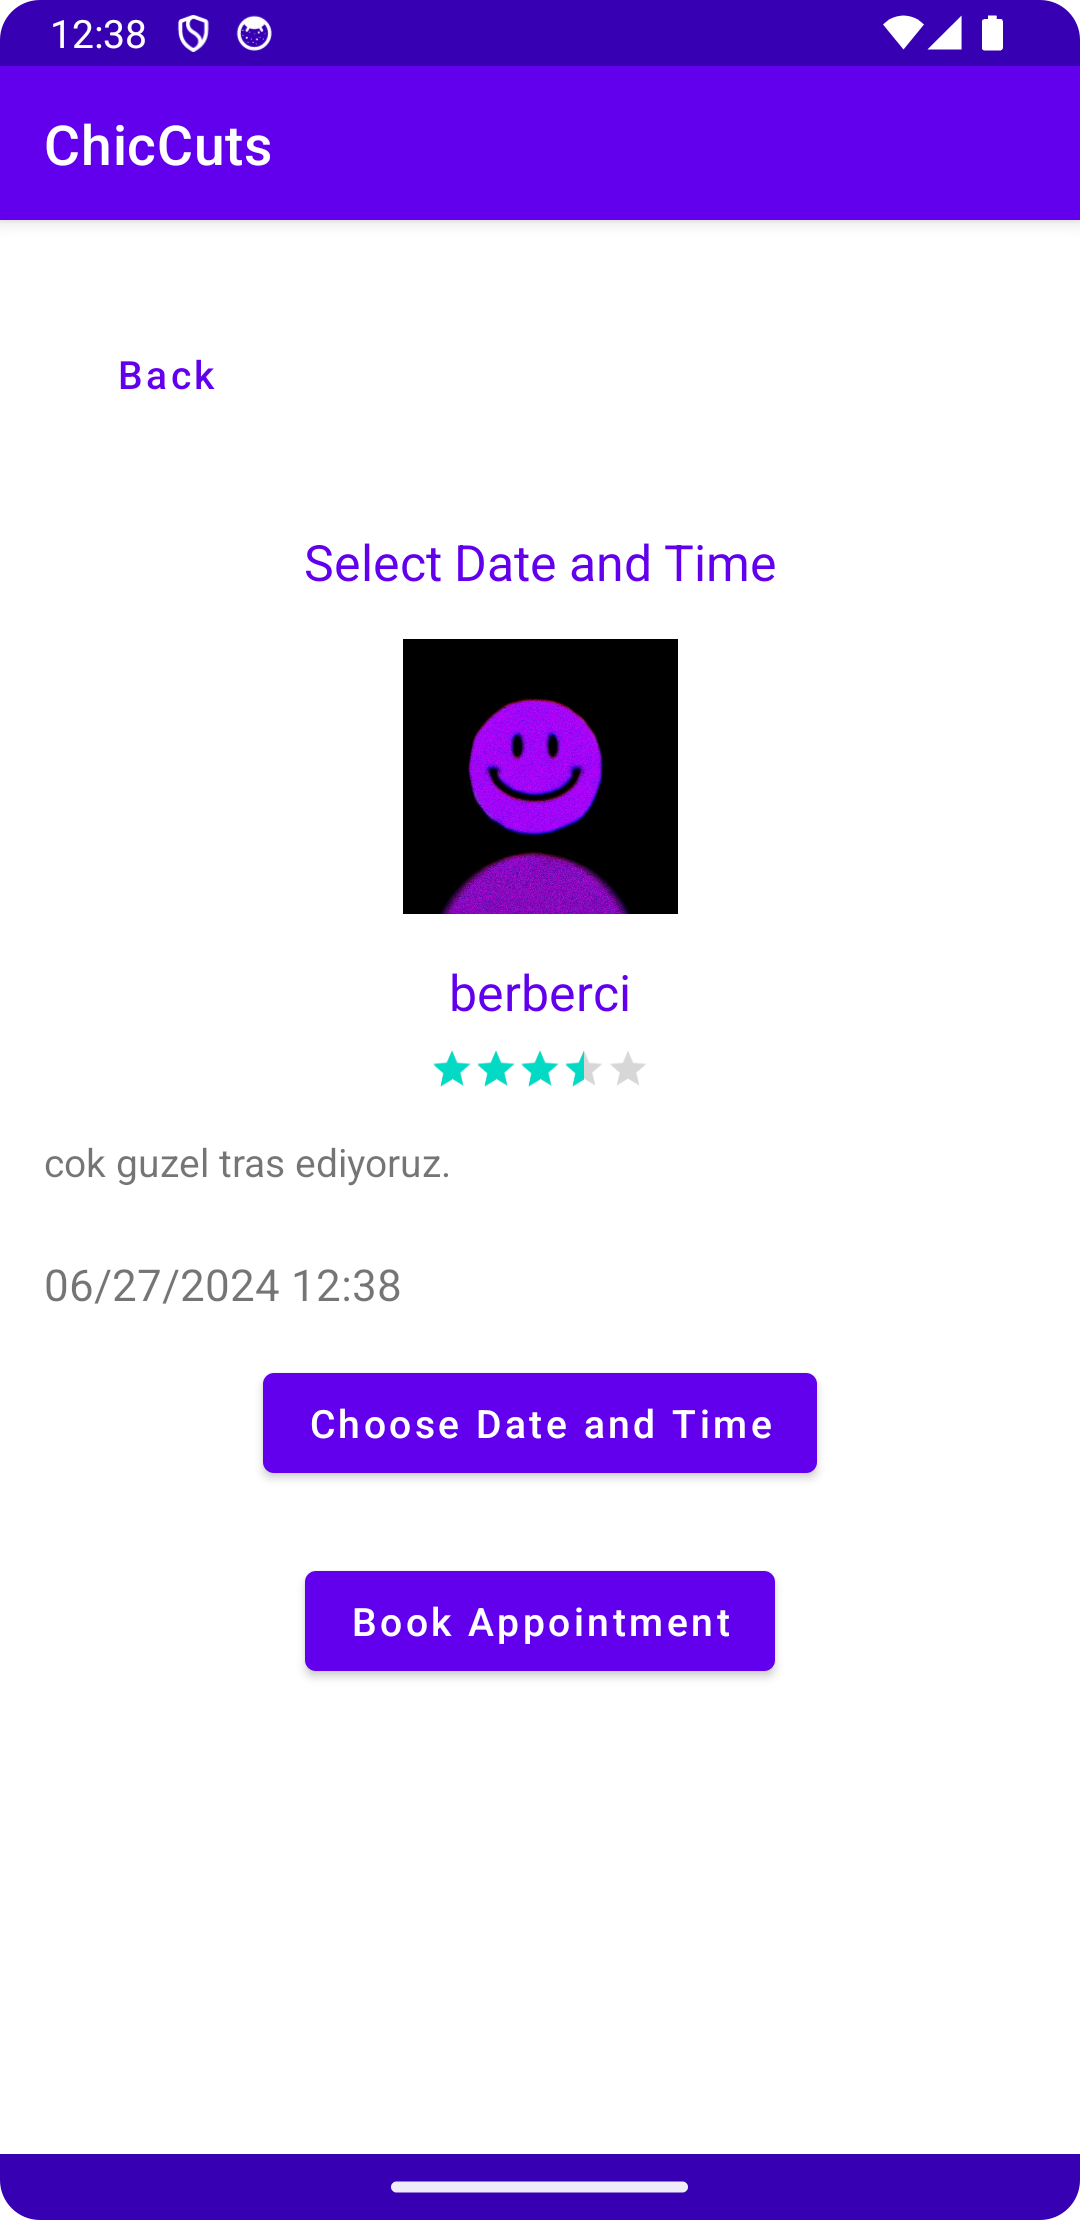 12:38
ChicCuts
Back
Select Date and Time
berberci
cok guzel tras ediyoruz.
06/27/2024 12:38
Choose Date and Time
Book Appointment